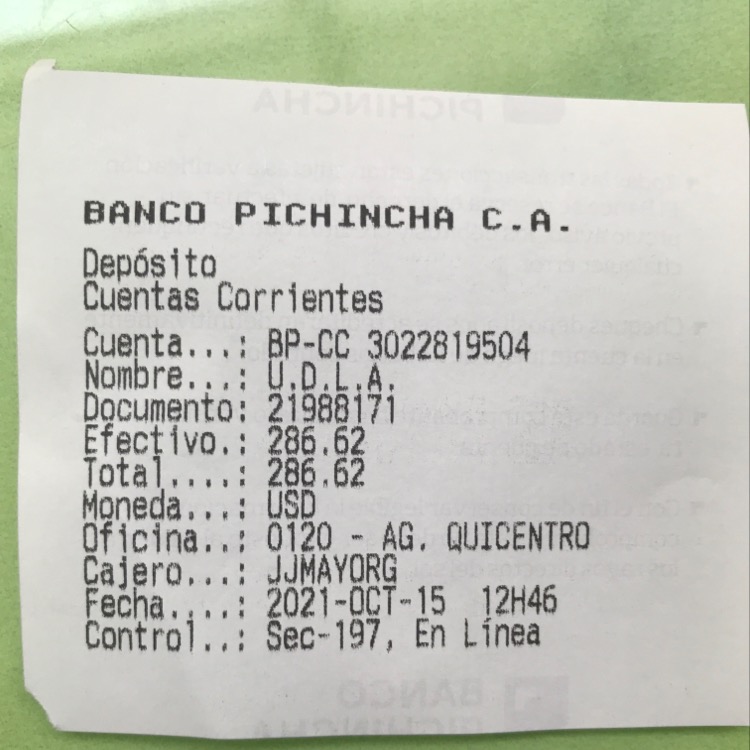 BANCO PICHINCHA C.A.
Depósito
Cuentas Corrientes
Cuenta...: BP-CC 3022819504
Nombre...: U.D.L.A.
Documento: 21988171
Efectivo.: 286.62
Total....: 286.62
Moneda...: USD
Oficina..: 0120 - AG. QUICENTRO
Cajero...: JJMAYORG
Fecha....: 2021-OCT-15 12H46
Control..: Sec-197, En Línea